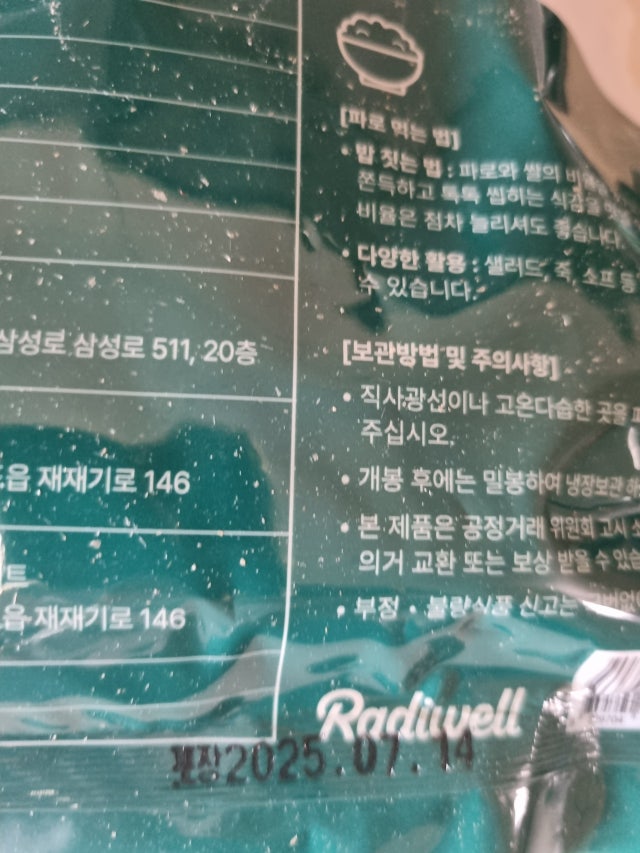 삼성로 삼성로 511, 20층
읍 재재기로 146
트
읍 재재기로 146
[파로 먹는 법]
• 밥 짓는 법 : 파로와 쌀의
쫀득하고 톡톡 씹히는 식감을
비율은 점차 늘리셔도 좋습니다
• 다양한 활용 : 샐러드, 죽, 소프 등
수 있습니다.
[보관방법 및 주의사항]
• 직사광선이나 고온다습한 곳을
주십시오.
• 개봉 후에는 밀봉하여 냉장보관
• 본 제품은 공정거래 위원회 고시
의거 교환 또는 보상 받을 수
• 부정 • 불량식품 신고는
Radiwell
포장2025.07.14